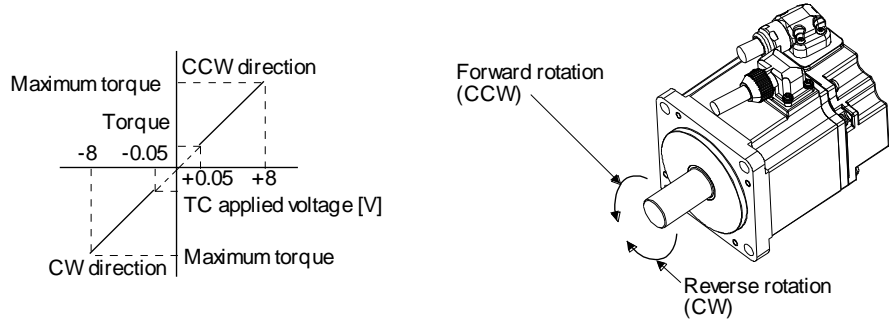 CCW direction
Maximum torque
Torque
-8
-0.05
+0.05
+8
TC applied voltage [V]
CW direction
Maximum torque
Forward rotation
(CCW)
Reverse rotation
(CW)